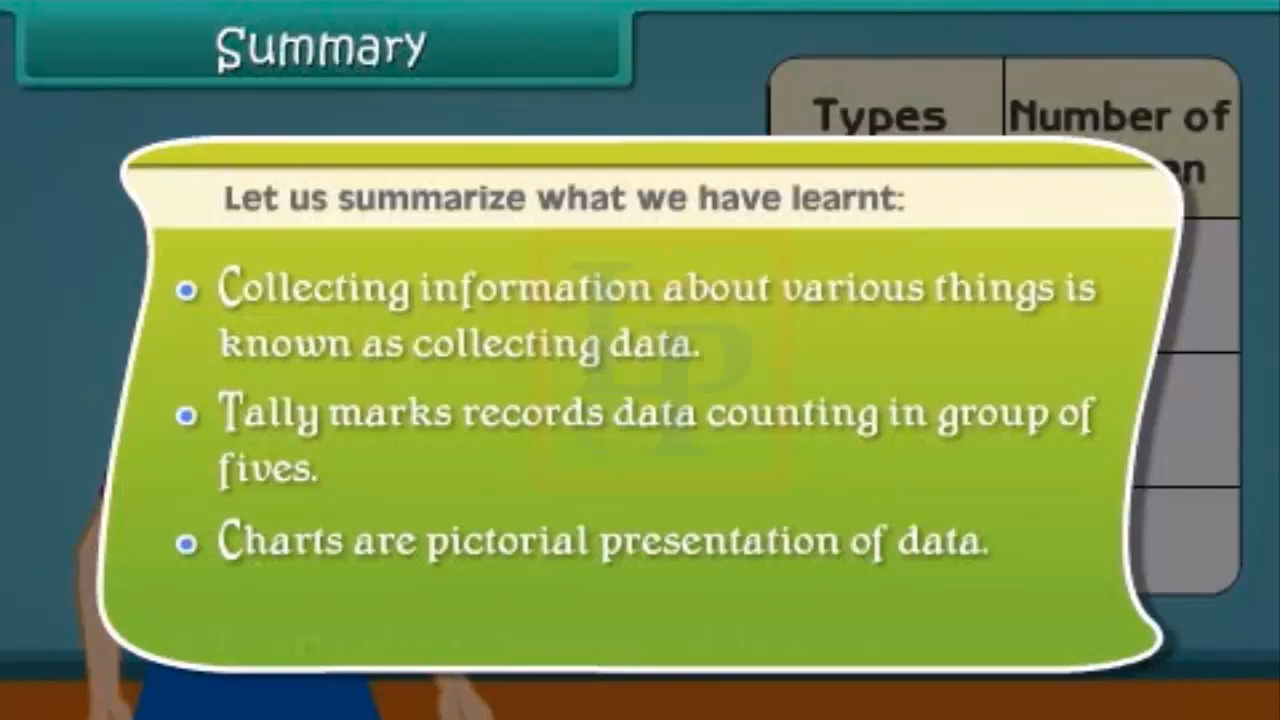 Summary
Types
Number of
en
Let us summarize what we have learnt:
Collecting information about various things is
known as collecting data.
Tally marks records data counting in group of
fives.
Charts are pictorial presentation of data.